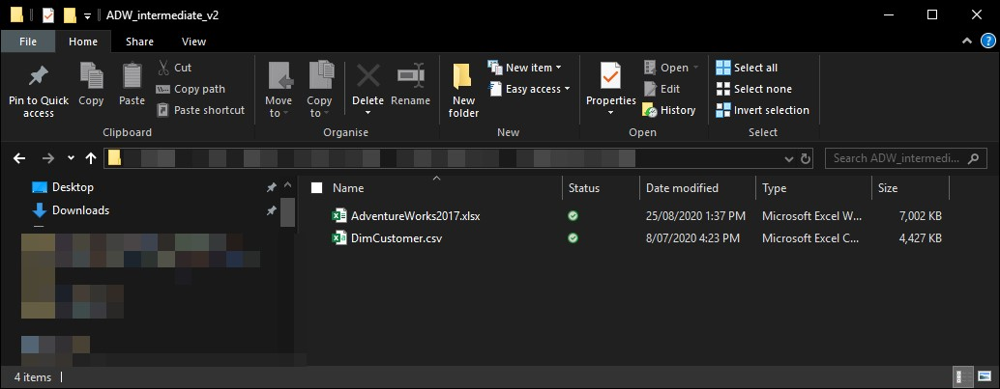 ADW_intermediate_v2
File Home Share View
Pin to Quick access
Copy
Paste
Cut
Copy path
Paste shortcut
Clipboard
Move to
Copy to
Delete
Rename
Organise
New folder
New item
Easy access
New
Properties
Open
Edit
History
Open
Select all
Select none
Invert selection
Select
Search ADW_intermedi...
Desktop
Downloads
Name Status Date modified Type Size
AdventureWorks2017.xlsx 25/08/2020 1:37 PM Microsoft Excel W... 7,002 KB
DimCustomer.csv 8/07/2020 4:23 PM Microsoft Excel C... 4,427 KB
4 items